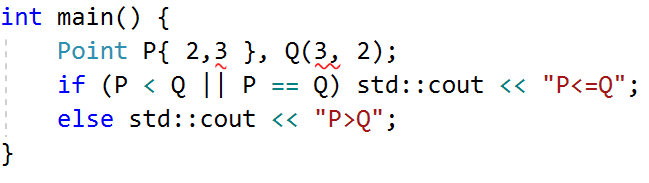 int main() {
    Point P{ 2,3 }, Q(3, 2);
    if (P < Q || P == Q) std::cout << "P<=Q";
    else std::cout << "P>Q";
}